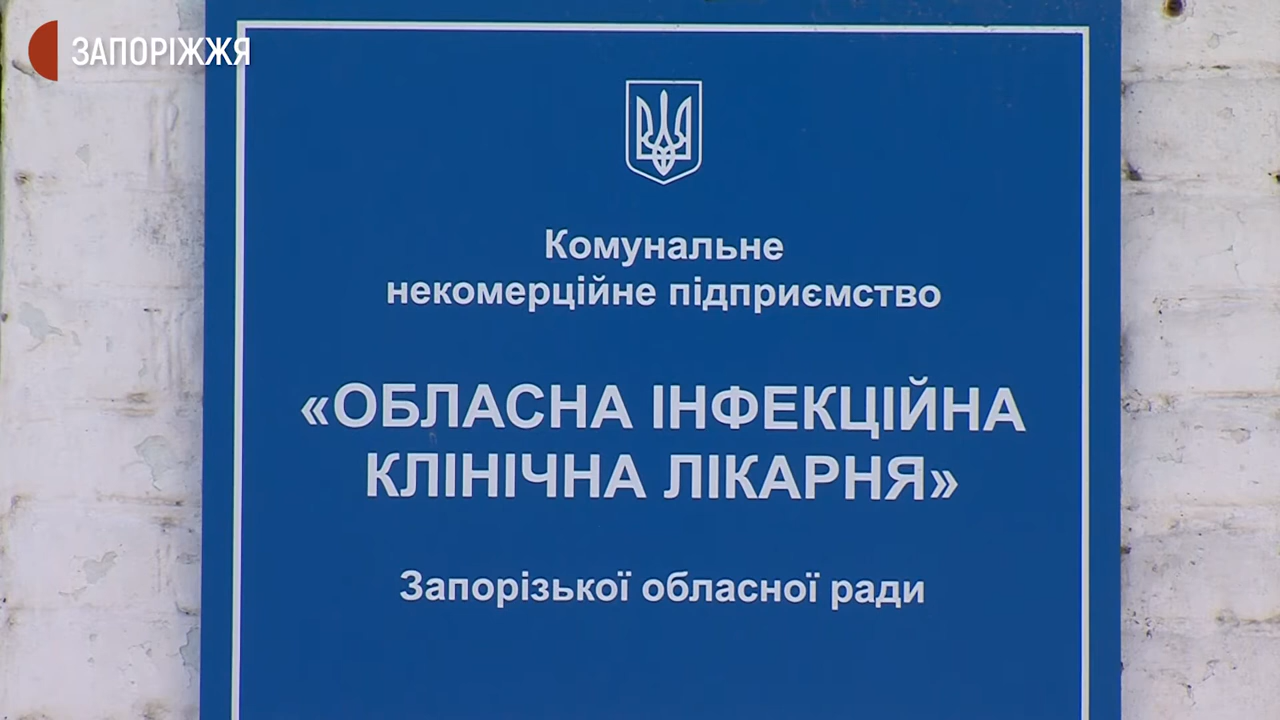 ЗАПОРІЖЖЯ
Комунальне
некомерційне підприємство
«ОБЛАСНА ІНФЕКЦІЙНА
КЛІНІЧНА ЛІКАРНЯ»
Запорізької обласної ради